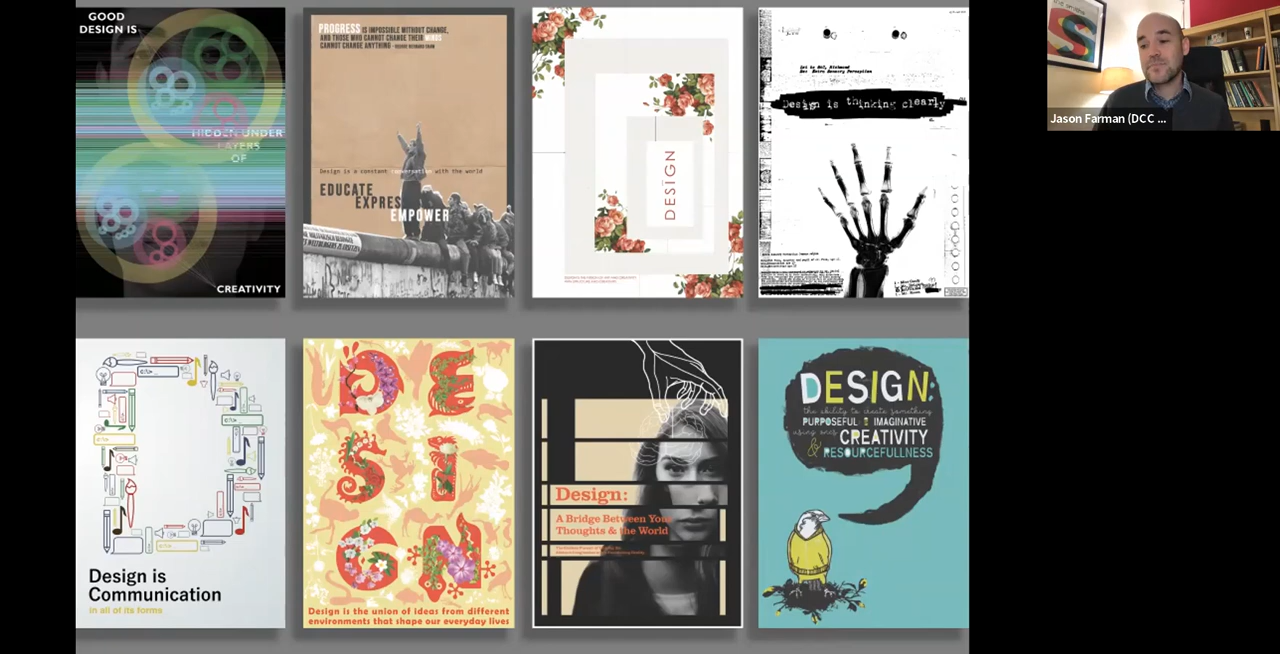 GOOD
DESIGN IS
HIDDEN UNDER
LAYERS
OF
CREATIVITY
PROGRESS IS IMPOSSIBLE WITHOUT CHANGE,
AND THOSE WHO CANNOT CHANGE THEIR MINDS
CANNOT CHANGE ANYTHING
Design is a constant conversation with the world
EDUCATE
EXPRESS
EMPOWER
DESIGN
Design is thinking clearly
Design is
Communication
in all of its forms
DESIGN
Design is the union of ideas from different
environments that shape our everyday lives
Design:
A Bridge Between Your
Thoughts & the World
DESIGN:
the ability to create something
PURPOSEFUL & IMAGINATIVE
using ones CREATIVITY
& RESOURCEFULLNESS
Jason Farman (DCC ...